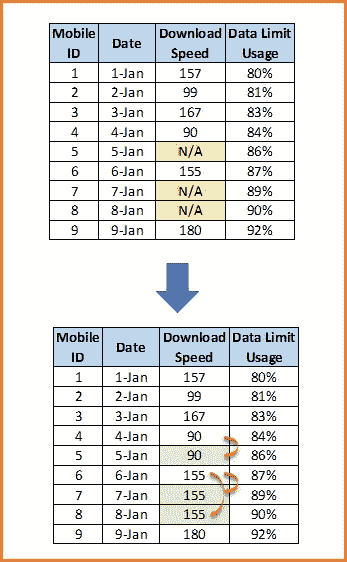 Mobile ID Date Download Speed Data Limit Usage
1 1-Jan 157 80%
2 2-Jan 99 81%
3 3-Jan 167 83%
4 4-Jan 90 84%
5 5-Jan N/A 86%
6 6-Jan 155 87%
7 7-Jan N/A 89%
8 8-Jan N/A 90%
9 9-Jan 180 92%
Mobile ID Date Download Speed Data Limit Usage
1 1-Jan 157 80%
2 2-Jan 99 81%
3 3-Jan 167 83%
4 4-Jan 90 84%
5 5-Jan 90 86%
6 6-Jan 155 87%
7 7-Jan 155 89%
8 8-Jan 155 90%
9 9-Jan 180 92%